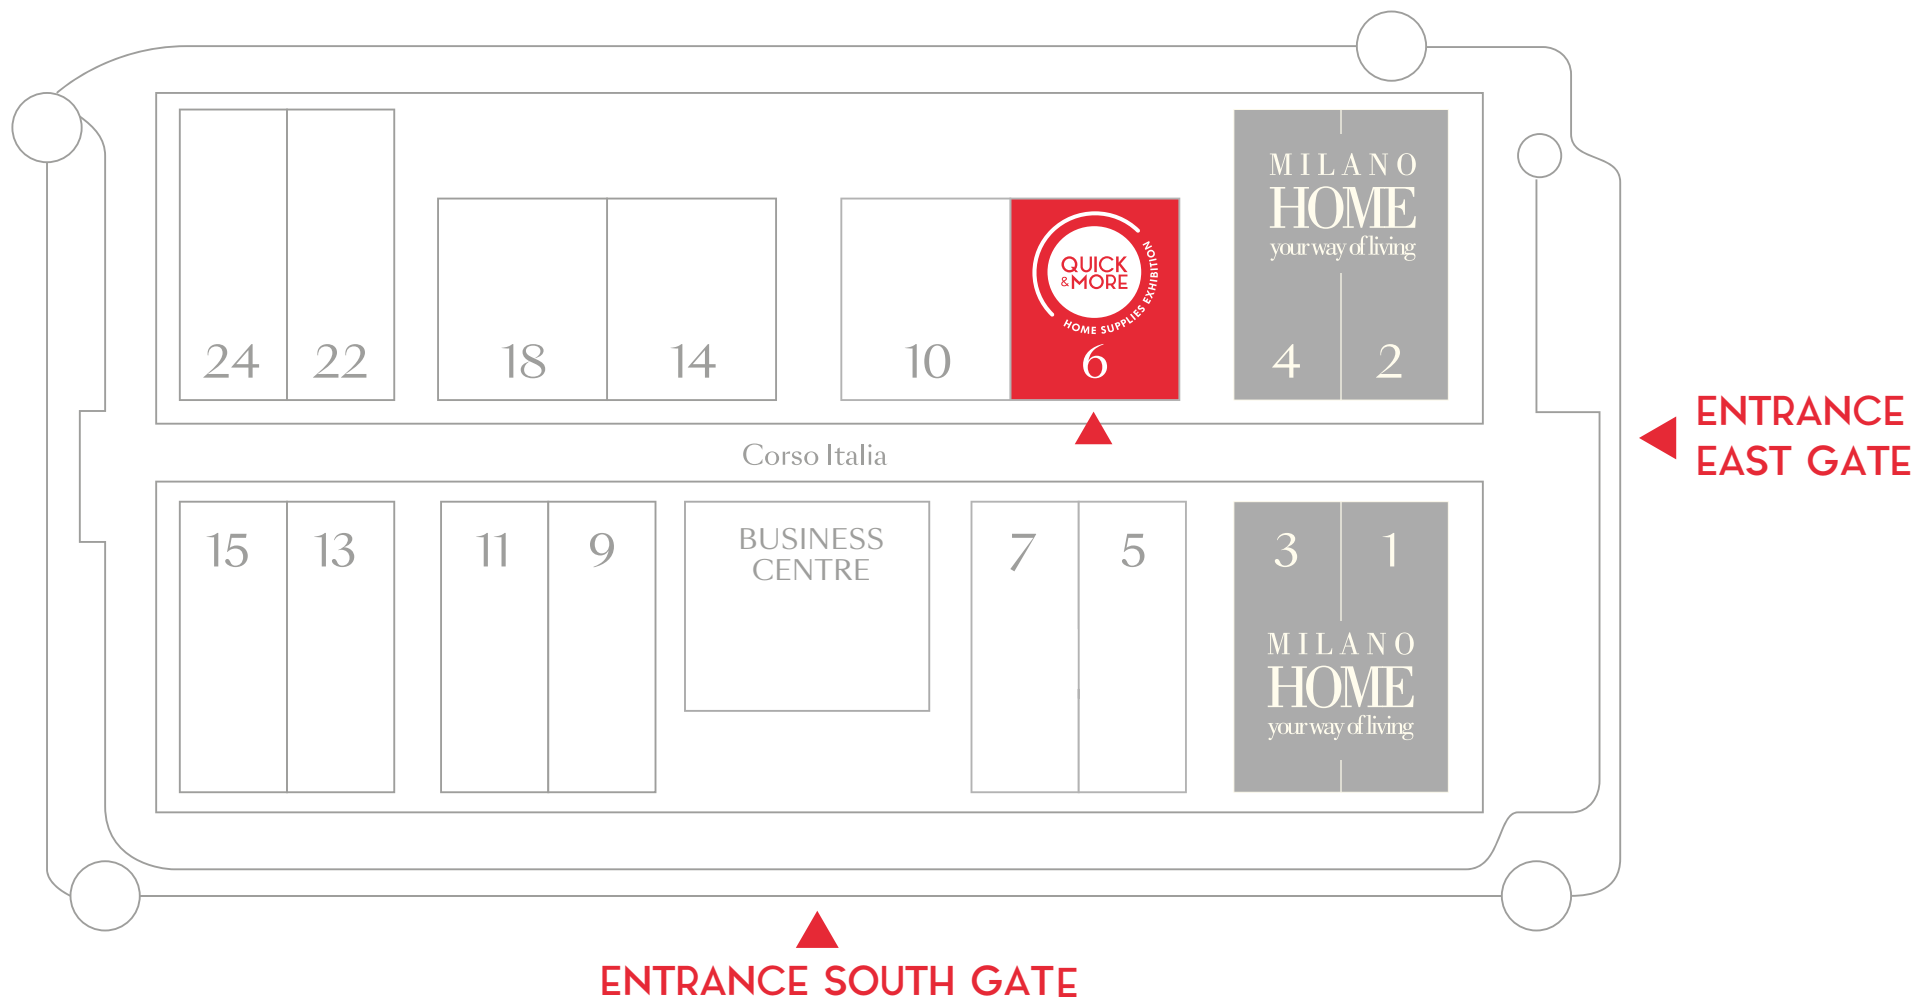 MILANO
HOME
your way of living
QUICK
&MORE
HOME SUPPLIES EXHIBITION
24
22
18
14
10
6
4
2
ENTRANCE
EAST GATE
Corso Italia
15
13
11
9
BUSINESS
CENTRE
7
5
3
1
MILANO
HOME
your way of living
ENTRANCE SOUTH GATE